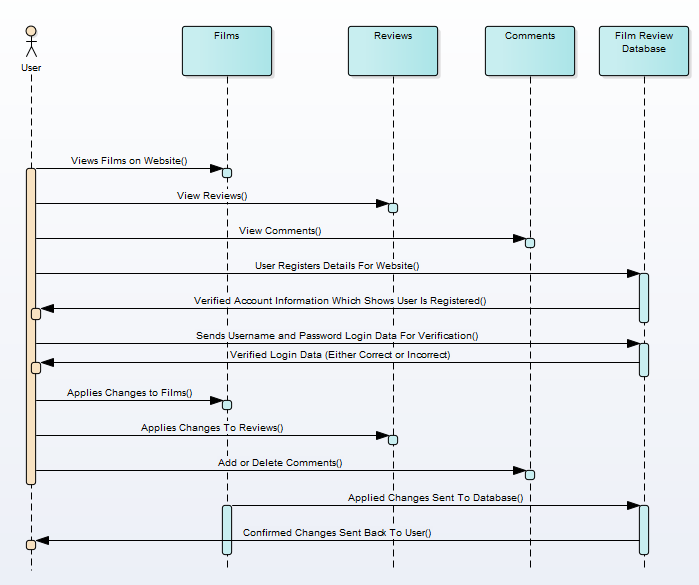 Films
Reviews
Comments
Film Review
Database
User
Views Films on Website()
View Reviews()
View Comments()
User Registers Details For Website()
Verified Account Information Which Shows User Is Registered()
Sends Username and Password Login Data For Verification()
Verified Login Data (Either Correct or Incorrect)
Applies Changes to Films()
Applies Changes To Reviews()
Add or Delete Comments()
Applied Changes Sent To Database()
Confirmed Changes Sent Back To User()